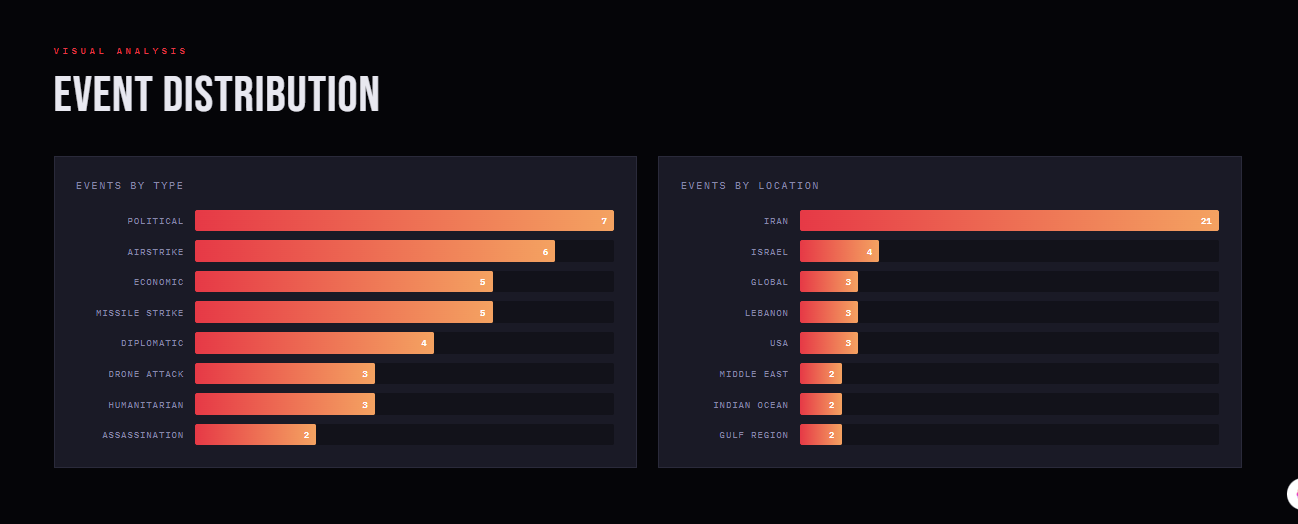 VISUAL ANALYSIS
EVENT DISTRIBUTION
EVENTS BY TYPE
POLITICAL 7
AIRSTRIKE 6
ECONOMIC 5
MISSILE STRIKE 5
DIPLOMATIC 4
DRONE ATTACK 3
HUMANITARIAN 3
ASSASSINATION 2
EVENTS BY LOCATION
IRAN 21
ISRAEL 4
GLOBAL 3
LEBANON 3
USA 3
MIDDLE EAST 2
INDIAN OCEAN 2
GULF REGION 2